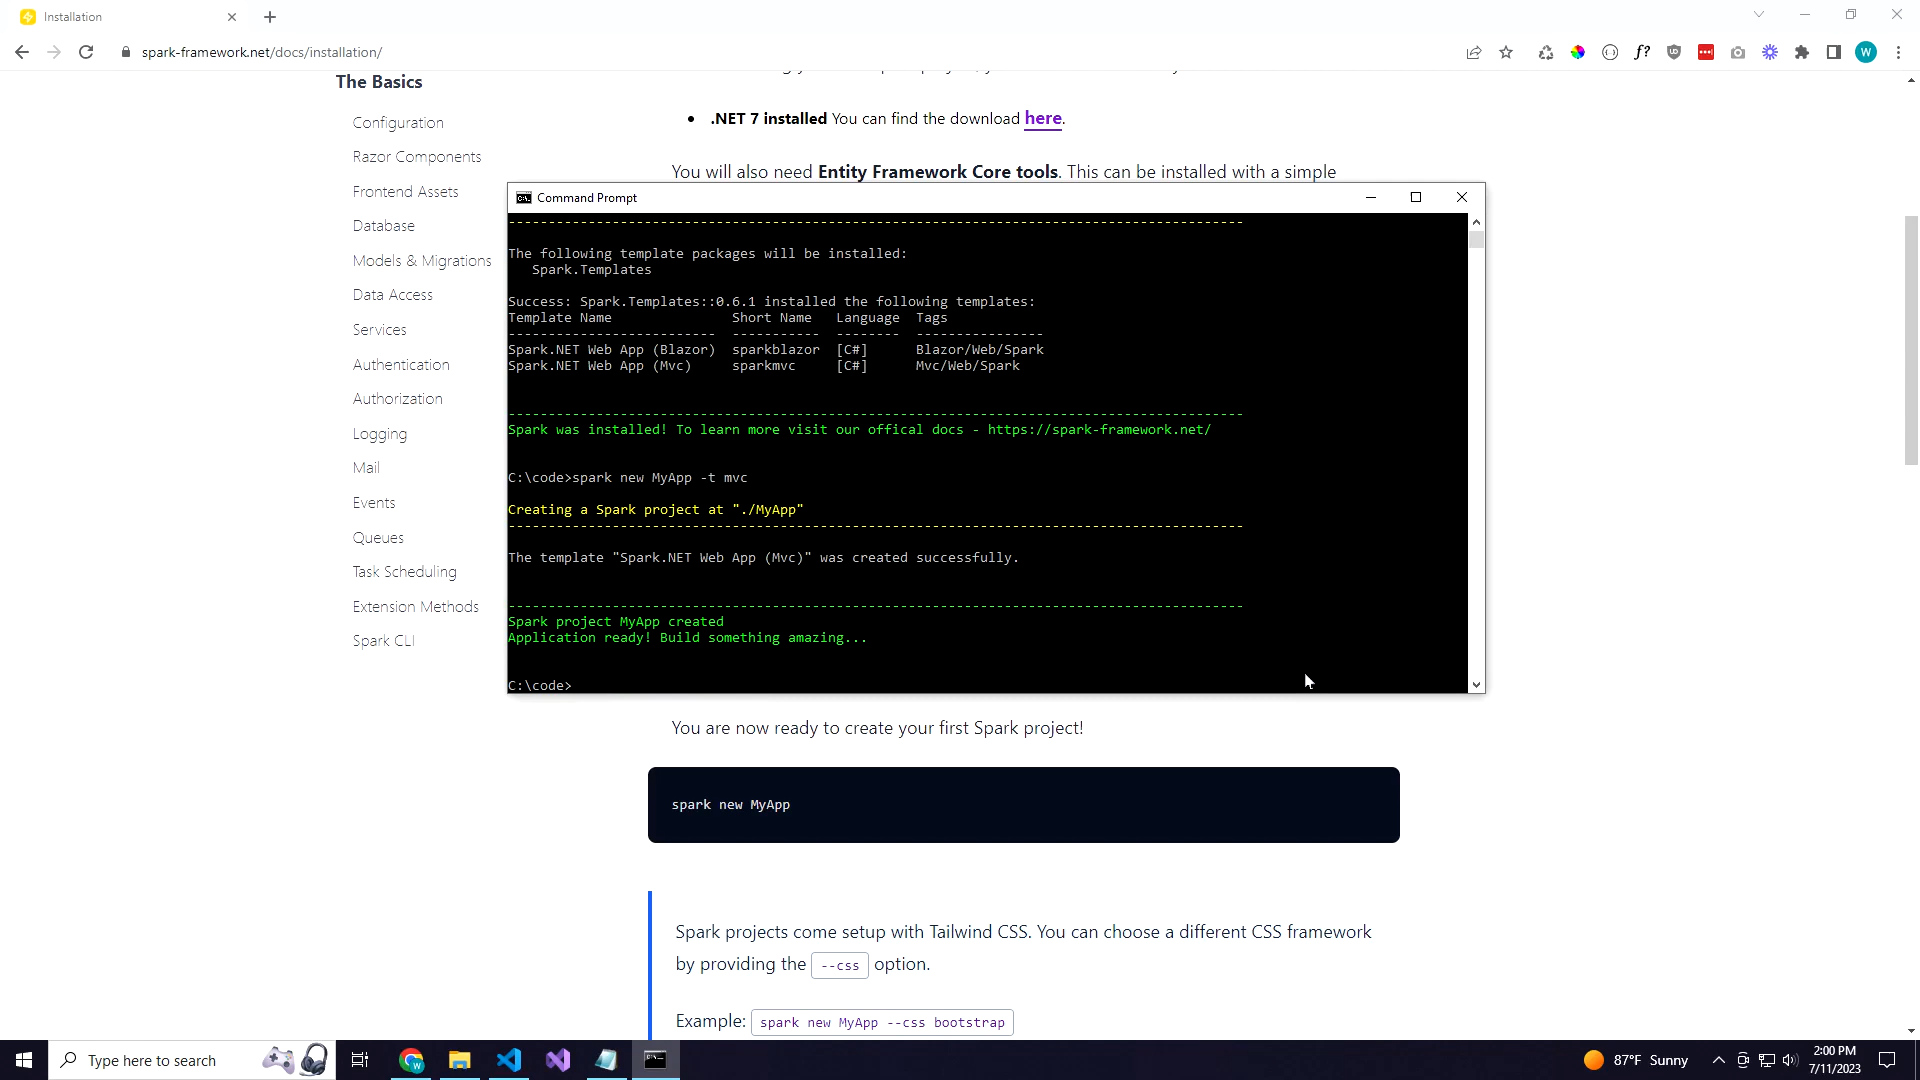 Installation
spark-framework.net/docs/installation/
f?
W
The Basics
Configuration
Razor Components
Frontend Assets
Database
Models & Migrations
Data Access
Services
Authentication
Authorization
Logging
Mail
Events
Queues
Task Scheduling
Extension Methods
Spark CLI
.NET 7 installed You can find the download here.
You will also need Entity Framework Core tools. This can be installed with a simple
Command Prompt
The following template packages will be installed:
Spark.Templates
Success: Spark.Templates::0.6.1 installed the following templates:
Template Name Short Name Language Tags
Spark.NET Web App (Blazor) sparkblazor [C#] Blazor/Web/Spark
Spark.NET Web App (Mvc) sparkmvc [C#] Mvc/Web/Spark
Spark was installed! To learn more visit our offical docs - https://spark-framework.net/
C:\code>spark new MyApp -t mvc
Creating a Spark project at "./MyApp"
The template "Spark.NET Web App (Mvc)" was created successfully.
Spark project MyApp created
Application ready! Build something amazing...
C:\code>
You are now ready to create your first Spark project!
spark new MyApp
Spark projects come setup with Tailwind CSS. You can choose a different CSS framework
by providing the --css option.
Example: spark new MyApp --css bootstrap
Type here to search
87°F Sunny
2:00 PM
7/11/2023